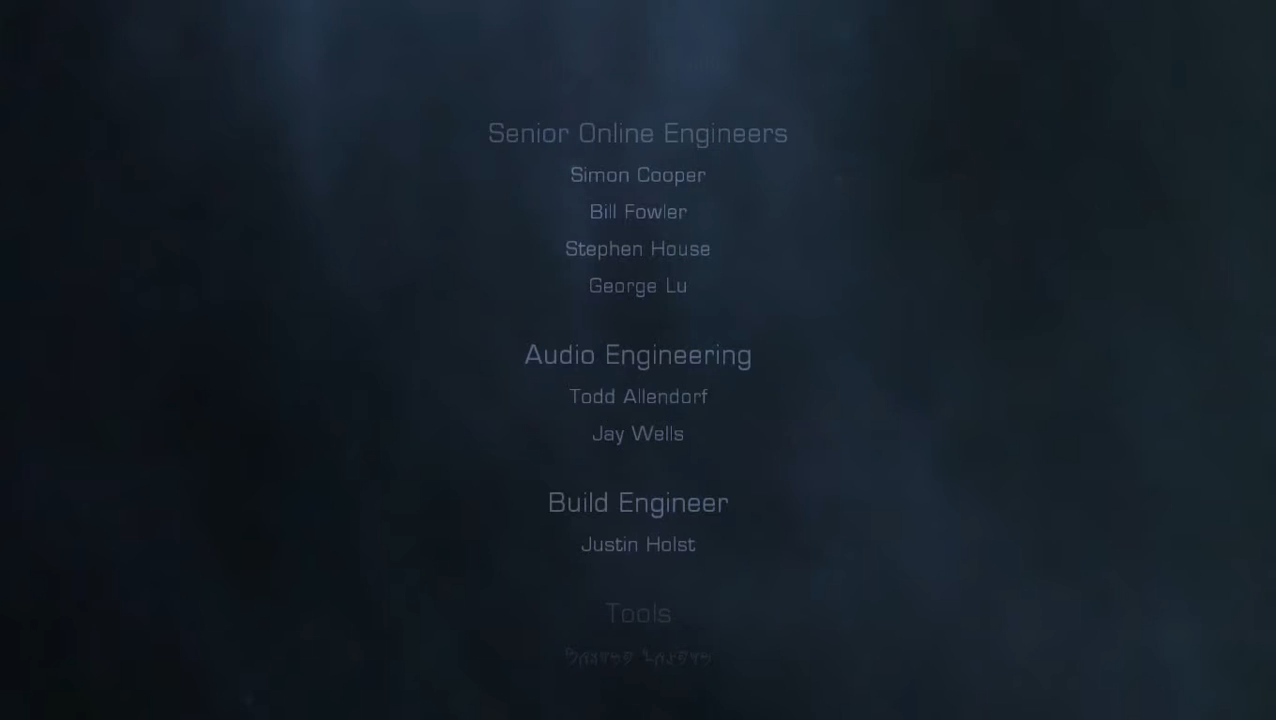 Senior Online Engineers
Simon Cooper
Bill Fowler
Stephen House
George Lu
Audio Engineering
Todd Allendorf
Jay Wells
Build Engineer
Justin Holst
Tools